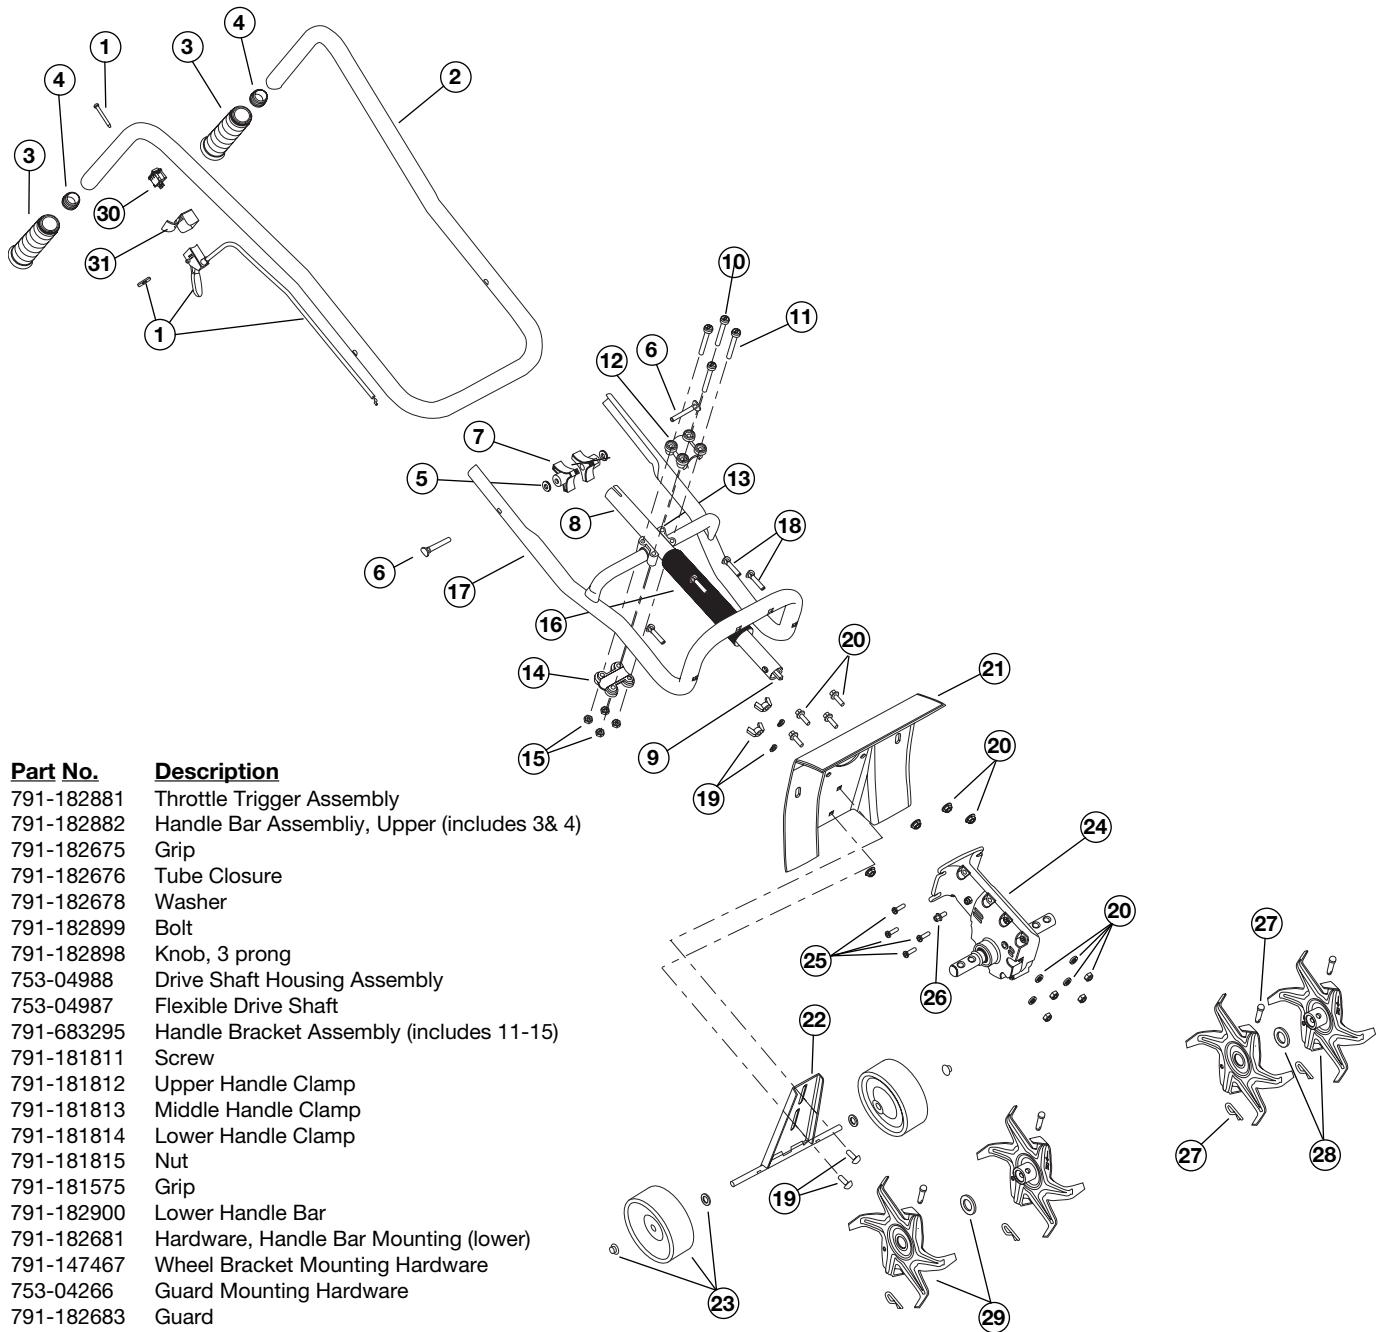 4
1
3
4
2
3
30
31
1
10
11
6
12
7
5
13
8
18
6
17
16
20
14
21
15
9
19
20
24
20
25
26
27
22
27
28
19
23
29
Part No. Description
791-182881 Throttle Trigger Assembly
791-182882 Handle Bar Assembliy, Upper (includes 3& 4)
791-182675 Grip
791-182676 Tube Closure
791-182678 Washer
791-182899 Bolt
791-182898 Knob, 3 prong
753-04988 Drive Shaft Housing Assembly
753-04987 Flexible Drive Shaft
791-683295 Handle Bracket Assembly (includes 11-15)
791-181811 Screw
791-181812 Upper Handle Clamp
791-181813 Middle Handle Clamp
791-181814 Lower Handle Clamp
791-181815 Nut
791-181575 Grip
791-182900 Lower Handle Bar
791-182681 Hardware, Handle Bar Mounting (lower)
791-147467 Wheel Bracket Mounting Hardware
753-04266 Guard Mounting Hardware
791-182683 Guard